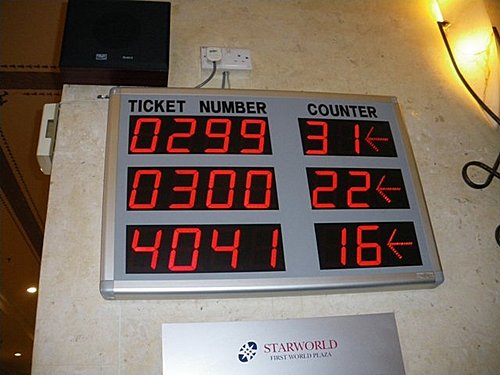 TICKET NUMBER COUNTER
0299 31
0300 22
4041 16
STARWORLD
FIRST WORLD PLAZA